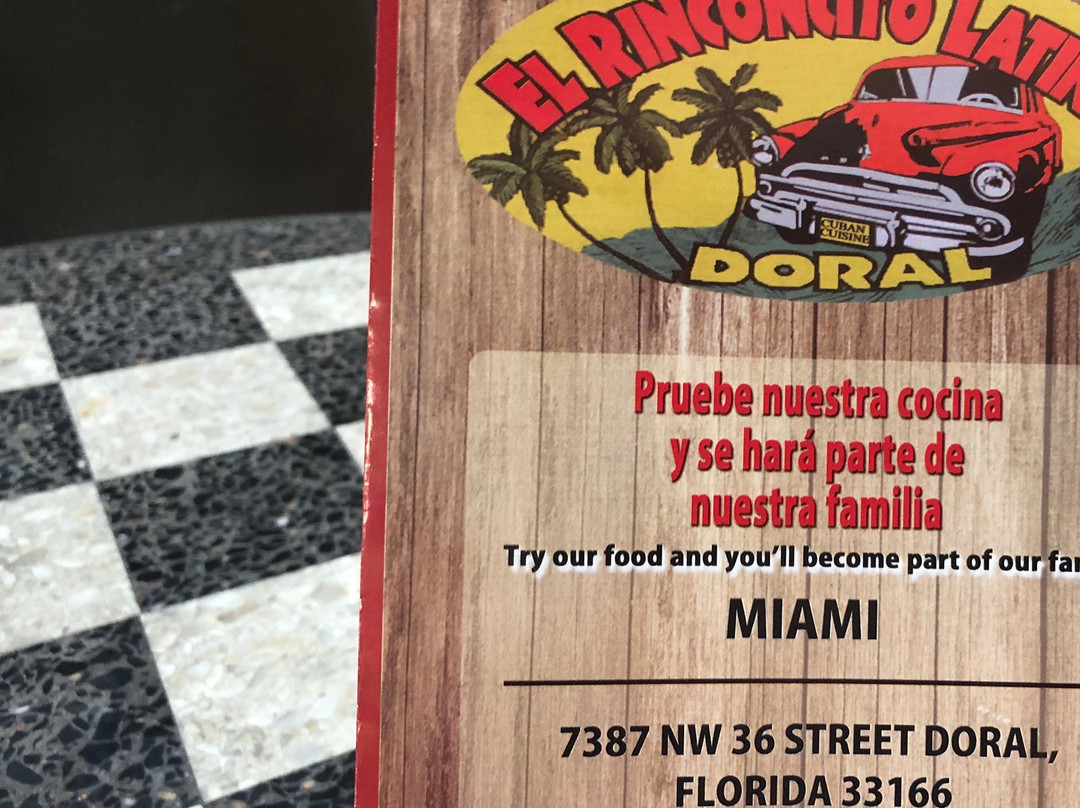 EL RINCONCITO LATIN
CUBAN
CUISINE
DORAL
Pruebe nuestra cocina
y se hará parte de
nuestra familia
Try our food and you'll become part of our fa
MIAMI
7387 NW 36 STREET DORAL,
FLORIDA 33166